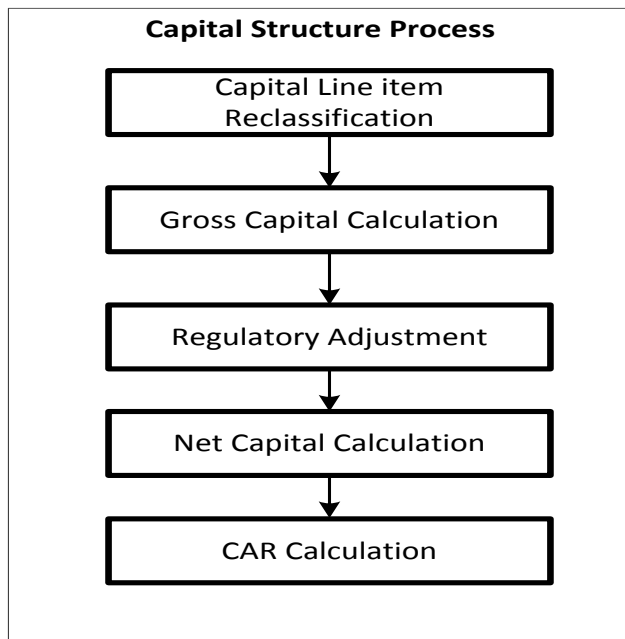 Capital Structure Process
Capital Line item
Reclassification
Gross Capital Calculation
Regulatory Adjustment
Net Capital Calculation
CAR Calculation